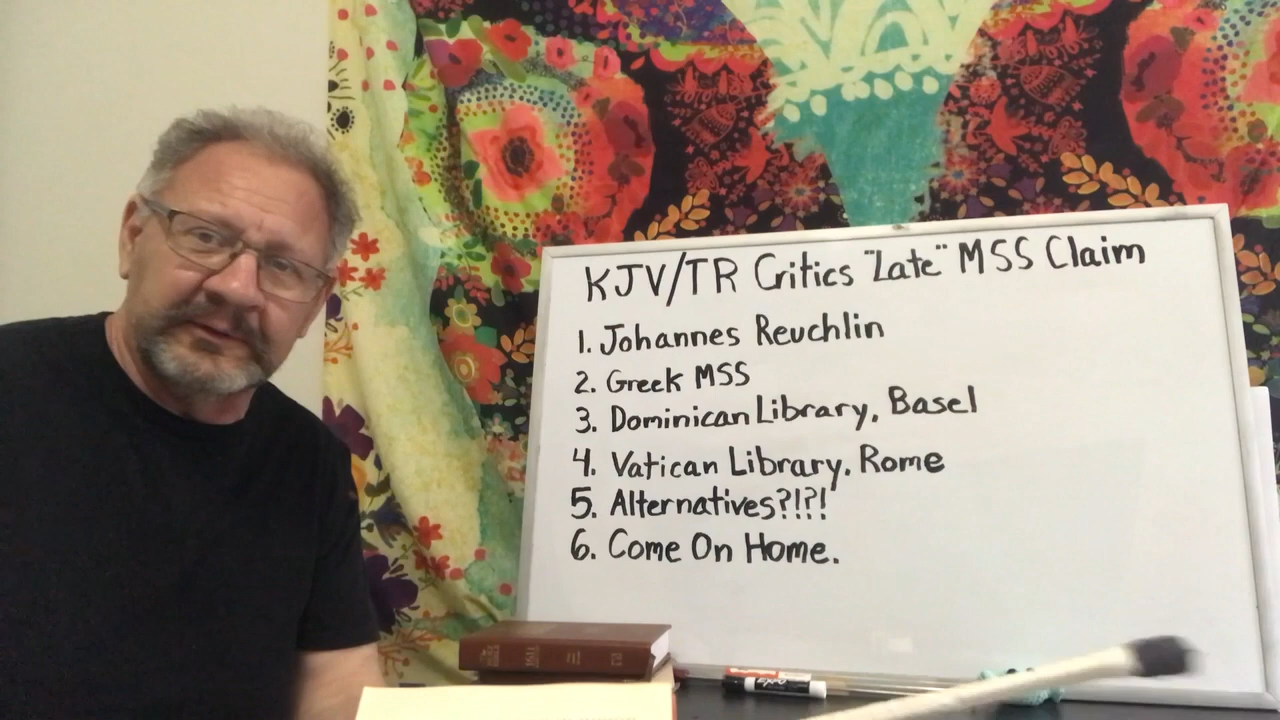 KJV/TR Critics "Late" MSS Claim
1. Johannes Reuchlin
2. Greek MSS
3. Dominican Library, Basel
4. Vatican Library, Rome
5. Alternatives?!?!
6. Come On Home.